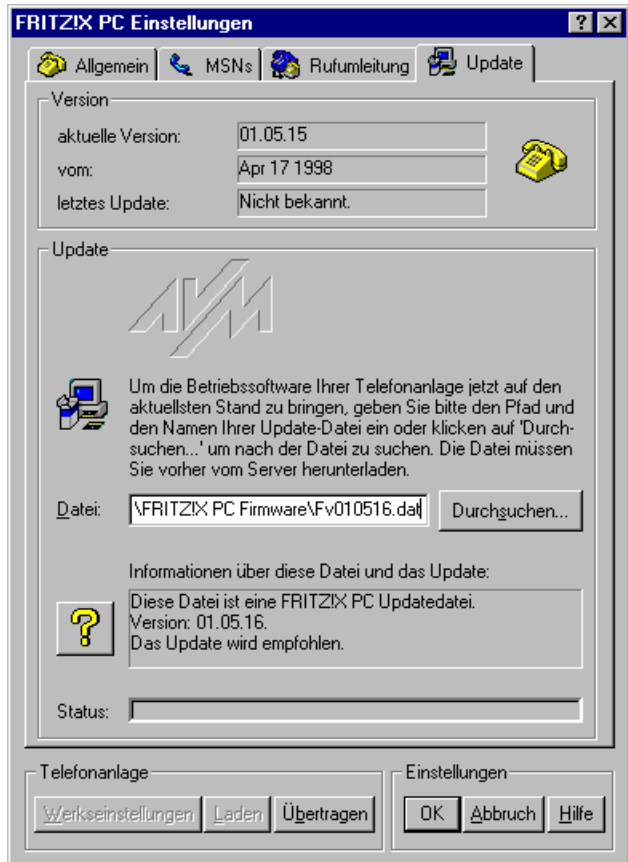 FRITZ!X PC Einstellungen
Allgemein
MSNs
Rufumleitung
Update
Version
aktuelle Version: 01.05.15
vom: Apr 17 1998
letztes Update: Nicht bekannt.
Update
AVM
Um die Betriebssoftware Ihrer Telefonanlage jetzt auf den
aktuellsten Stand zu bringen, geben Sie bitte den Pfad und
den Namen Ihrer Update-Datei ein oder klicken auf 'Durch-
suchen...' um nach der Datei zu suchen. Die Datei müssen
Sie vorher vom Server herunterladen.
Datei: \FRITZ!X PC Firmware\Fv010516.dat Durchsuchen...
Informationen über diese Datei und das Update:
Diese Datei ist eine FRITZ!X PC Updatedatei.
Version: 01.05.16.
Das Update wird empfohlen.
Status:
Telefonanlage
Werkseinstellungen Laden Übertragen
Einstellungen
OK Abbruch Hilfe